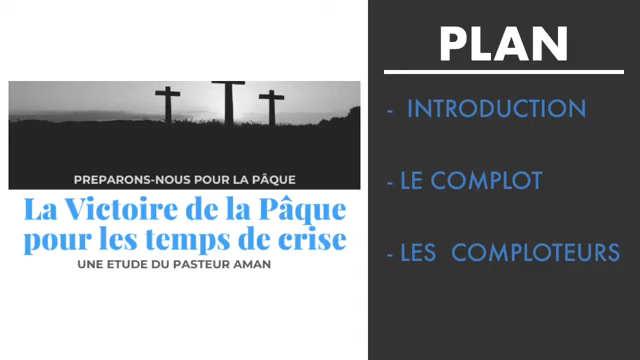 PREPARONS-NOUS POUR LA PÂQUE
La Victoire de la Pâque
pour les temps de crise
UNE ETUDE DU PASTEUR AMAN
PLAN
- INTRODUCTION
- LE COMPLOT
- LES COMPLOTEURS